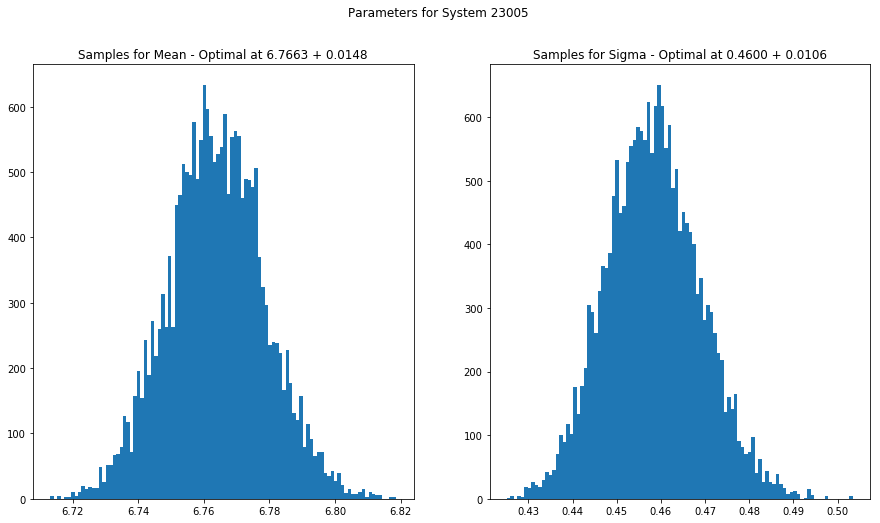 Parameters for System 23005
Samples for Mean - Optimal at 6.7663 + 0.0148
600
500
400
300
200
100
0
6.72 6.74 6.76 6.78 6.80 6.82
Samples for Sigma - Optimal at 0.4600 + 0.0106
600
500
400
300
200
100
0
0.43 0.44 0.45 0.46 0.47 0.48 0.49 0.50